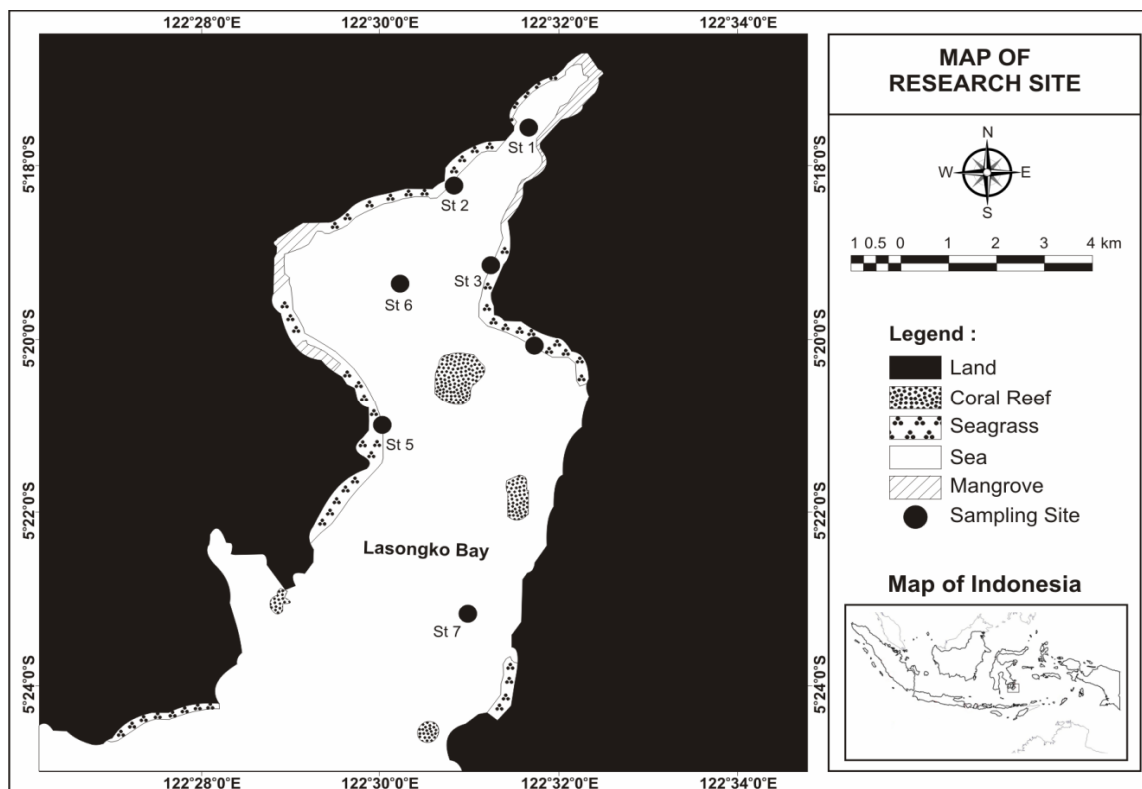 122°28'0"E 122°30'0"E 122°32'0"E 122°34'0"E
5°18'0"S
5°20'0"S
5°22'0"S
5°24'0"S
St 1
St 2
St 3
St 6
St 5
Lasongko Bay
St 7
5°18'0"S
5°20'0"S
5°22'0"S
5°24'0"S
122°28'0"E 122°30'0"E 122°32'0"E 122°34'0"E
MAP OF
RESEARCH SITE
N
W E
S
1 0.5 0 1 2 3 4 km
Legend :
Land
Coral Reef
Seagrass
Sea
Mangrove
Sampling Site
Map of Indonesia